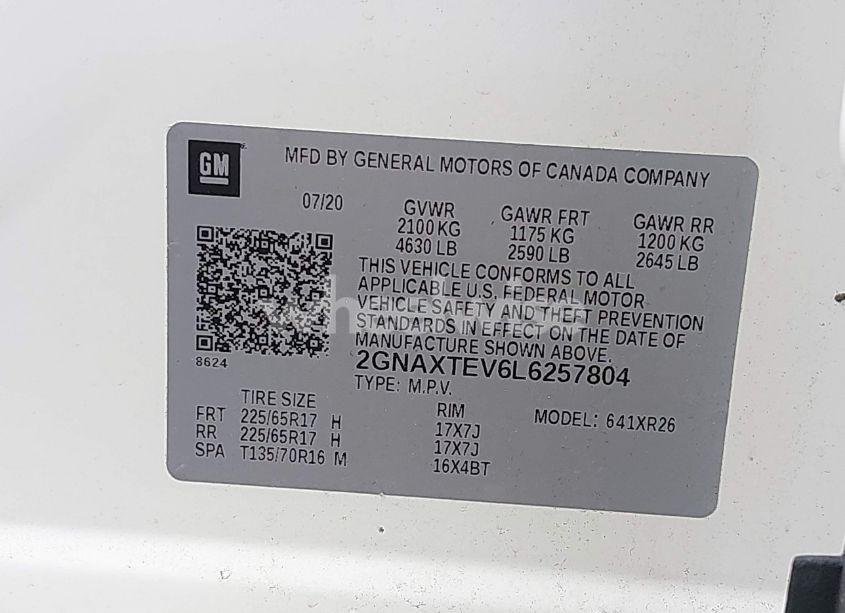 GM
MFD BY GENERAL MOTORS OF CANADA COMPANY
07/20
GVWR GAWR FRT GAWR RR
2100 KG 1175 KG 1200 KG
4630 LB 2590 LB 2645 LB
THIS VEHICLE CONFORMS TO ALL
APPLICABLE U.S. FEDERAL MOTOR
VEHICLE SAFETY AND THEFT PREVENTION
STANDARDS IN EFFECT ON THE DATE OF
MANUFACTURE SHOWN ABOVE.
8624
2GNAXTEV6L6257804
TYPE: M.P.V.
TIRE SIZE RIM MODEL: 641XR26
FRT 225/65R17 H 17X7J
RR 225/65R17 H 17X7J
SPA T135/70R16 M 16X4BT